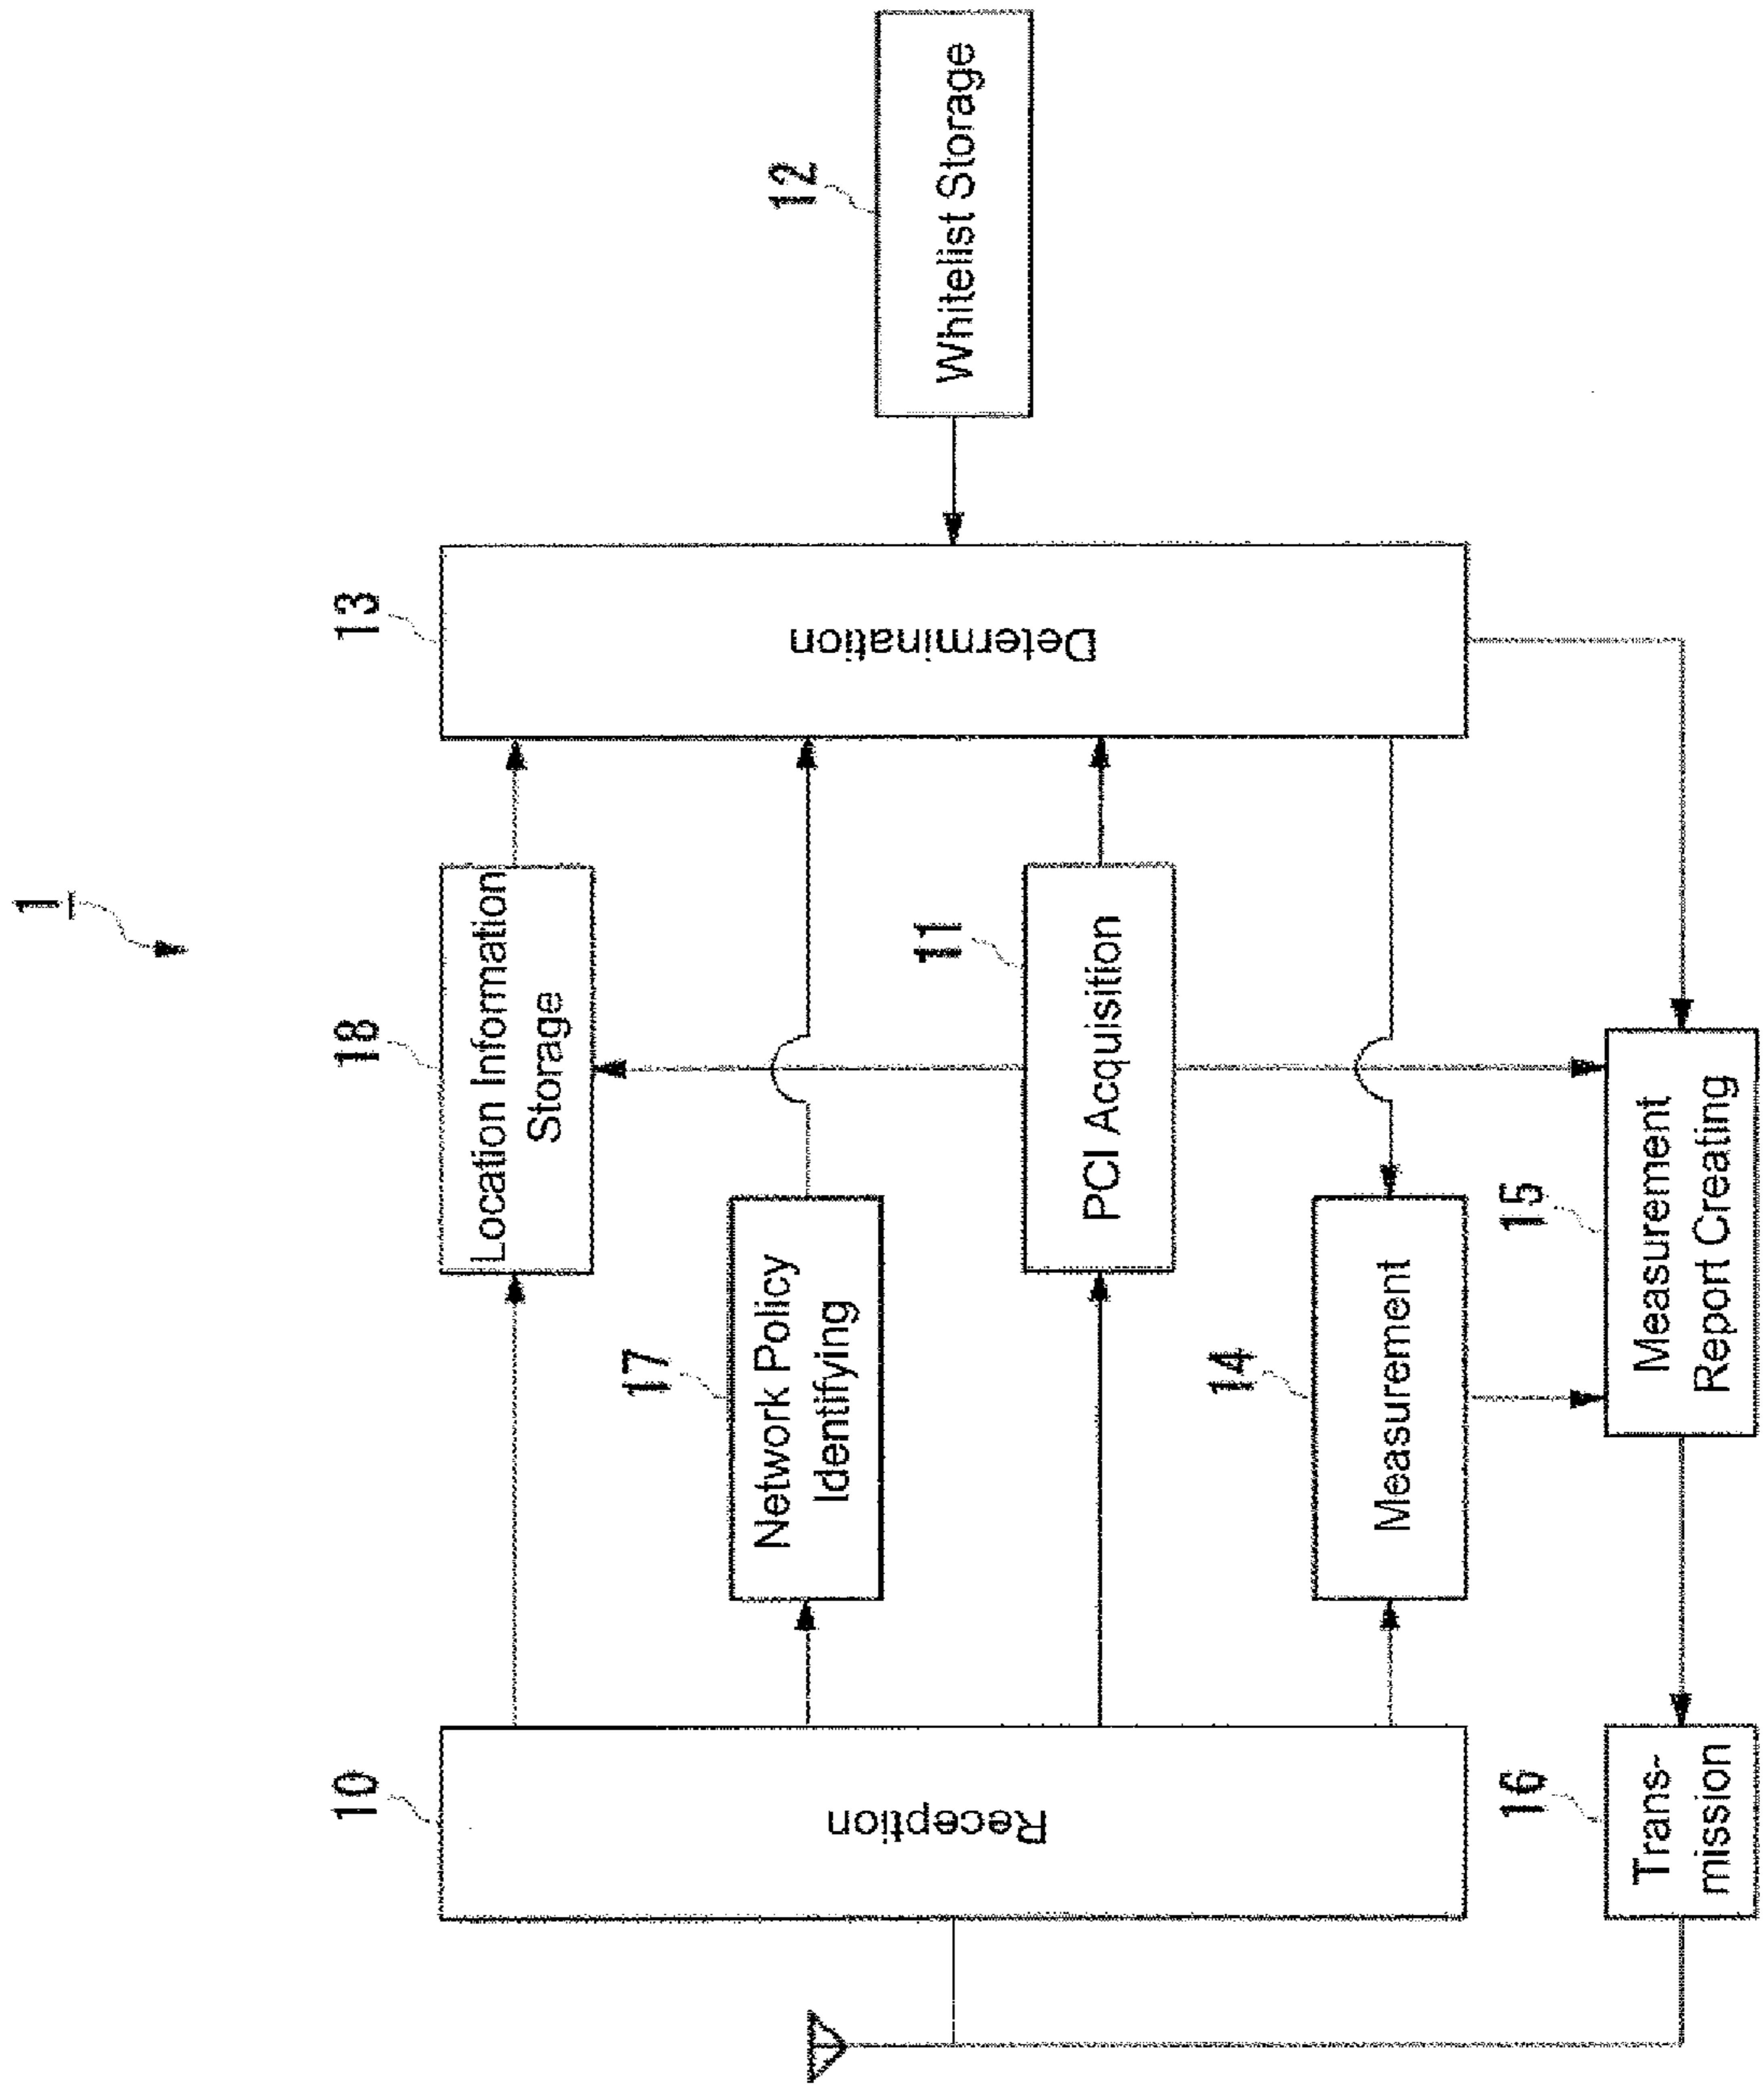 1
10
Reception
18
Location Information
Storage
17
Network Policy
Identifying
11
PCI Acquisition
14
Measurement
13
Determination
12
Whitelist Storage
15
Measurement
Report Creating
16
Trans-
mission